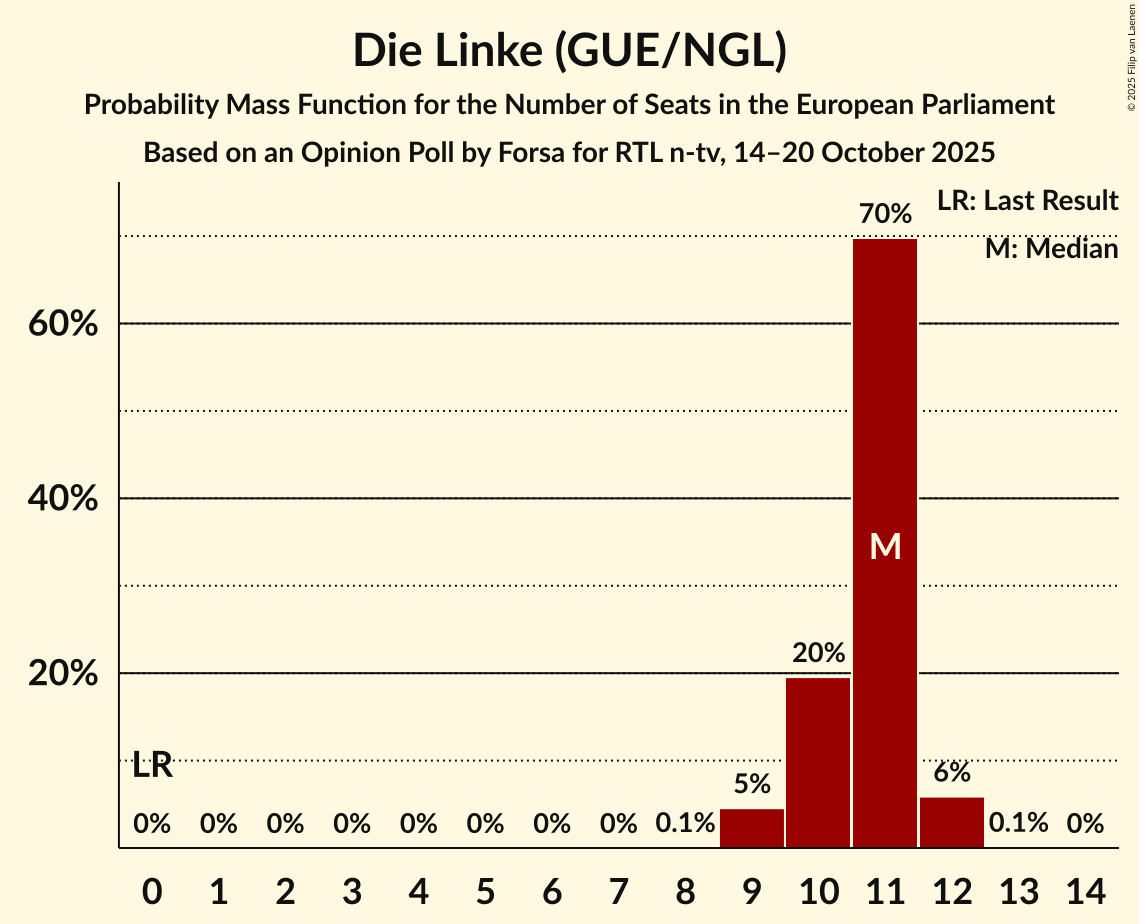 Die Linke (GUE/NGL)
Probability Mass Function for the Number of Seats in the European Parliament
Based on an Opinion Poll by Forsa for RTL n-tv, 14–20 October 2025
© 2025 Filip van Laenen
LR: Last Result
M: Median
70%
60%
40%
M
20%
20%
LR
5%
6%
0% 0% 0% 0% 0% 0% 0% 0% 0.1% 0.1% 0%
0 1 2 3 4 5 6 7 8 9 10 11 12 13 14